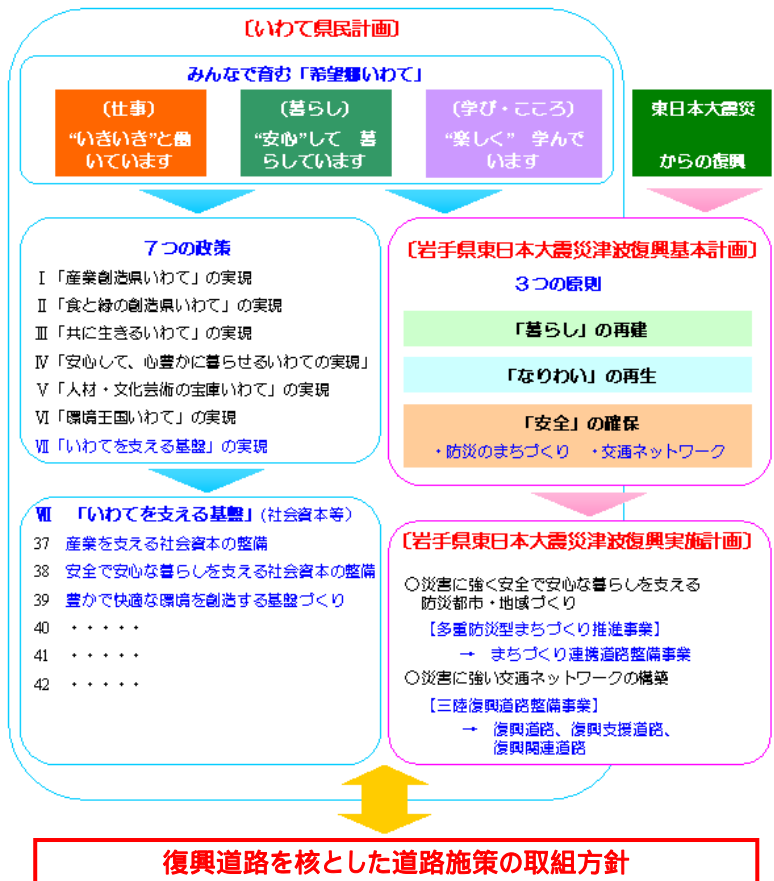 〔いわて県民計画〕
みんなで育む「希望郷いわて」
(仕事)
“いきいき”と働
いています
(暮らし)
“安心”して　暮
らしています
(学び・こころ)
“楽しく”　学んで
います
東日本大震災
からの復興
７つの政策
Ⅰ「産業創造県いわて」の実現
Ⅱ「食と緑の創造県いわて」の実現
Ⅲ「共に生きるいわて」の実現
Ⅳ「安心して、心豊かに暮らせるいわての実現」
Ⅴ「人材・文化芸術の宝庫いわて」の実現
Ⅵ「環境王国いわて」の実現
Ⅶ「いわてを支える基盤」の実現
〔岩手県東日本大震災津波復興基本計画〕
３つの原則
「暮らし」の再建
「なりわい」の再生
「安全」の確保
・防災のまちづくり　・交通ネットワーク
Ⅶ　「いわてを支える基盤」(社会資本等)
37　産業を支える社会資本の整備
38　安全で安心な暮らしを支える社会資本の整備
39　豊かで快適な環境を創造する基盤づくり
40　・・・・・
41　・・・・・
42　・・・・・
〔岩手県東日本大震災津波復興実施計画〕
○災害に強く安全で安心な暮らしを支える
防災都市・地域づくり
【多重防災型まちづくり推進事業】
→　まちづくり連携道路整備事業
○災害に強い交通ネットワークの構築
【三陸復興道路整備事業】
→　復興道路、復興支援道路、
復興関連道路
復興道路を核とした道路施策の取組方針